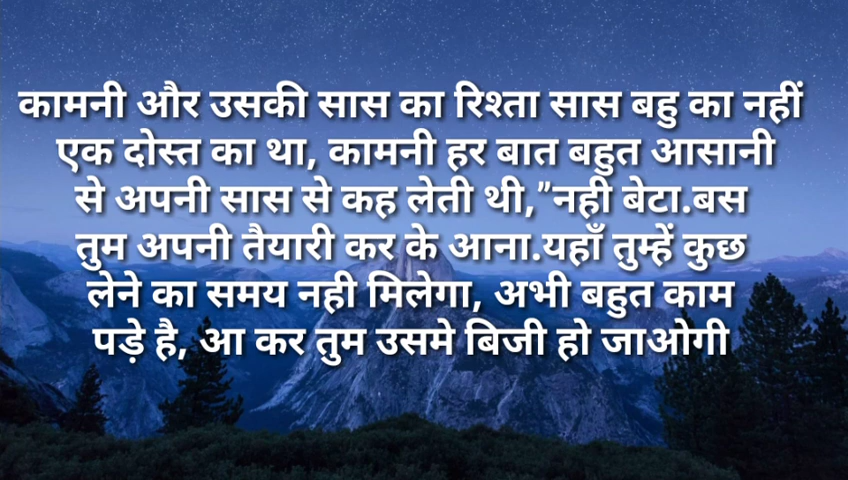 कामनी और उसकी सास का रिश्ता सास बहु का नहीं
एक दोस्त का था, कामनी हर बात बहुत आसानी
से अपनी सास से कह लेती थी,”नही बेटा.बस
तुम अपनी तैयारी कर के आना.यहाँ तुम्हें कुछ
लेने का समय नही मिलेगा, अभी बहुत काम
पड़े है, आ कर तुम उसमे बिजी हो जाओगी